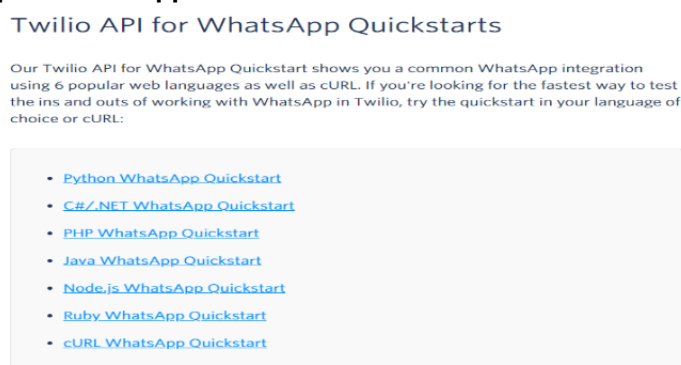 Twilio API for WhatsApp Quickstarts
Our Twilio API for WhatsApp Quickstart shows you a common WhatsApp integration
using 6 popular web languages as well as cURL. If you're looking for the fastest way to test
the ins and outs of working with WhatsApp in Twilio, try the quickstart in your language of
choice or cURL:
• Python WhatsApp Quickstart
• C#/.NET WhatsApp Quickstart
• PHP WhatsApp Quickstart
• Java WhatsApp Quickstart
• Node.js WhatsApp Quickstart
• Ruby WhatsApp Quickstart
• cURL WhatsApp Quickstart